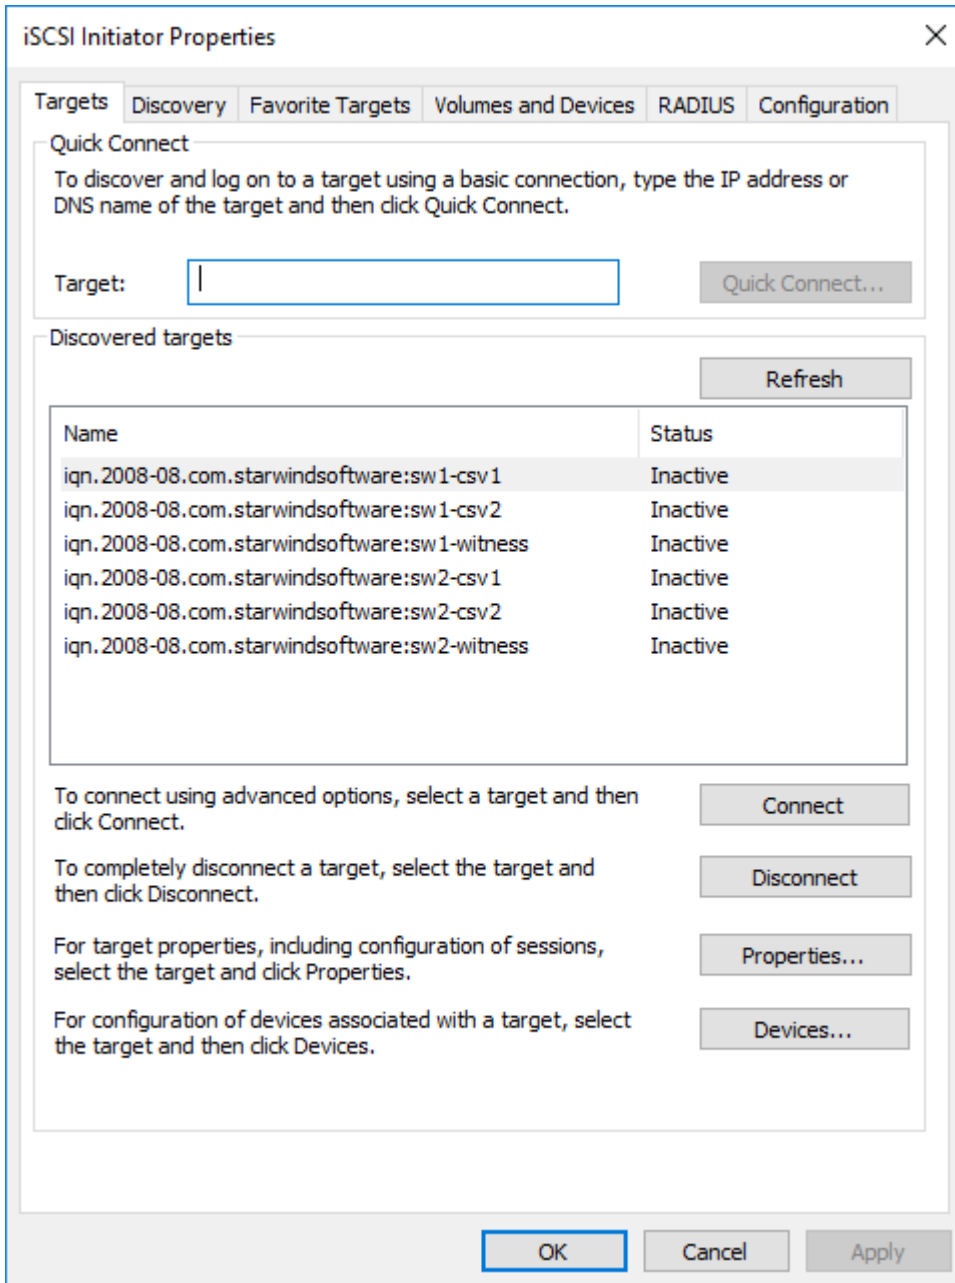 iSCSI Initiator Properties
Targets Discovery Favorite Targets Volumes and Devices RADIUS Configuration
Quick Connect
To discover and log on to a target using a basic connection, type the IP address or
DNS name of the target and then click Quick Connect.
Target: Quick Connect...
Discovered targets
Refresh
Name Status
iqn.2008-08.com.starwindsoftware:sw1-csv1 Inactive
iqn.2008-08.com.starwindsoftware:sw1-csv2 Inactive
iqn.2008-08.com.starwindsoftware:sw1-witness Inactive
iqn.2008-08.com.starwindsoftware:sw2-csv1 Inactive
iqn.2008-08.com.starwindsoftware:sw2-csv2 Inactive
iqn.2008-08.com.starwindsoftware:sw2-witness Inactive
To connect using advanced options, select a target and then
click Connect.
Connect
To completely disconnect a target, select the target and
then click Disconnect.
Disconnect
For target properties, including configuration of sessions,
select the target and click Properties.
Properties...
For configuration of devices associated with a target, select
the target and then click Devices.
Devices...
OK Cancel Apply